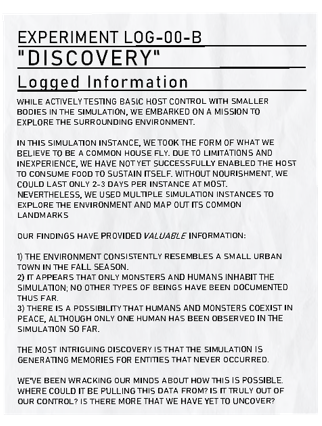 EXPERIMENT LOG-00-B
"DISCOVERY"
Logged Information
WHILE ACTIVELY TESTING BASIC HOST CONTROL WITH SMALLER
BODIES IN THE SIMULATION, WE EMBARKED ON A MISSION TO
EXPLORE THE SURROUNDING ENVIRONMENT.
IN THIS SIMULATION INSTANCE, WE TOOK THE FORM OF WHAT WE
BELIEVE TO BE A COMMON HOUSE FLY. DUE TO LIMITATIONS AND
INEXPERIENCE, WE HAVE NOT YET SUCCESSFULLY ENABLED THE HOST
TO CONSUME FOOD TO SUSTAIN ITSELF. WITHOUT NOURISHMENT, WE
COULD LAST ONLY 2-3 DAYS PER INSTANCE AT MOST.
NEVERTHELESS, WE USED MULTIPLE SIMULATION INSTANCES TO
EXPLORE THE ENVIRONMENT AND MAP OUT ITS COMMON
LANDMARKS
OUR FINDINGS HAVE PROVIDED VALUABLE INFORMATION:
1) THE ENVIRONMENT CONSISTENTLY RESEMBLES A SMALL URBAN
TOWN IN THE FALL SEASON.
2) IT APPEARS THAT ONLY MONSTERS AND HUMANS INHABIT THE
SIMULATION; NO OTHER TYPES OF BEINGS HAVE BEEN DOCUMENTED
THUS FAR.
3) THERE IS A POSSIBILITY THAT HUMANS AND MONSTERS COEXIST IN
PEACE, ALTHOUGH ONLY ONE HUMAN HAS BEEN OBSERVED IN THE
SIMULATION SO FAR.
THE MOST INTRIGUING DISCOVERY IS THAT THE SIMULATION IS
GENERATING MEMORIES FOR ENTITIES THAT NEVER OCCURRED.
WE'VE BEEN WRACKING OUR MINDS ABOUT HOW THIS IS POSSIBLE.
WHERE COULD IT BE PULLING THIS DATA FROM? IS IT TRULY OUT OF
OUR CONTROL? IS THERE MORE THAT WE HAVE YET TO UNCOVER?